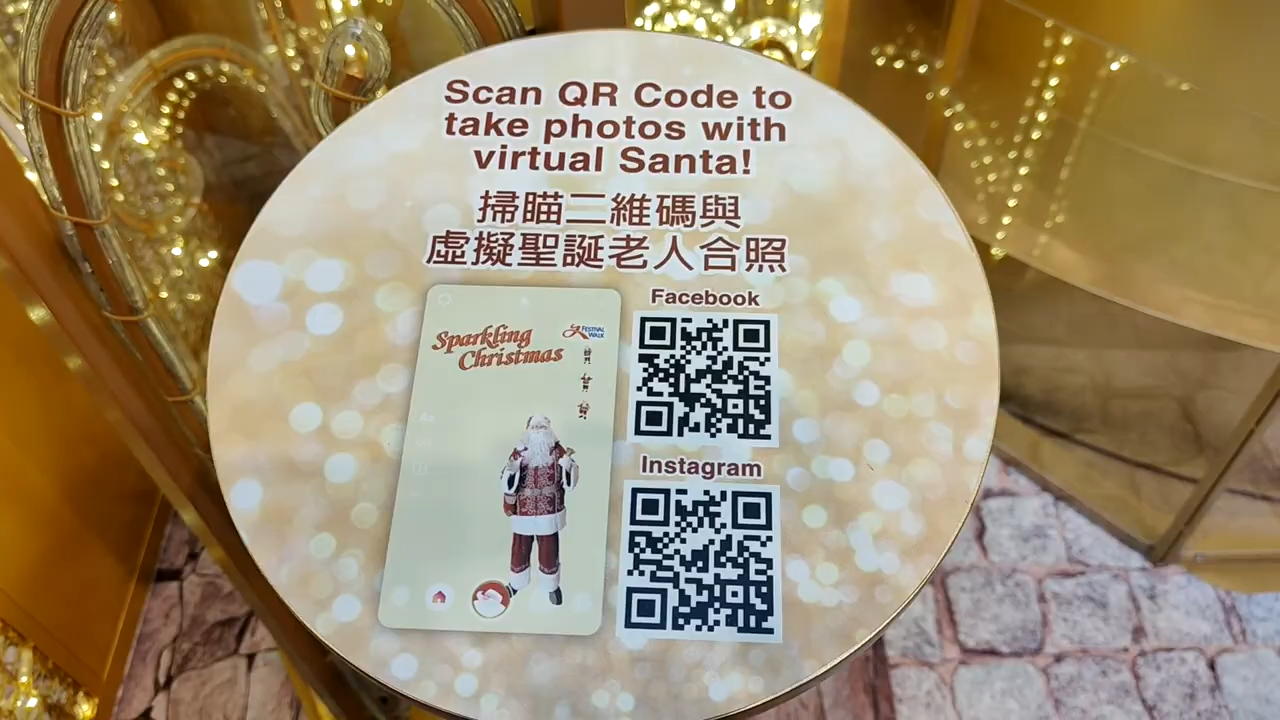 Scan QR Code to
take photos with
virtual Santa!
掃瞄二維碼與
虛擬聖誕老人合照
Sparkling
Christmas
FESTIVAL
WALK
Facebook
Instagram